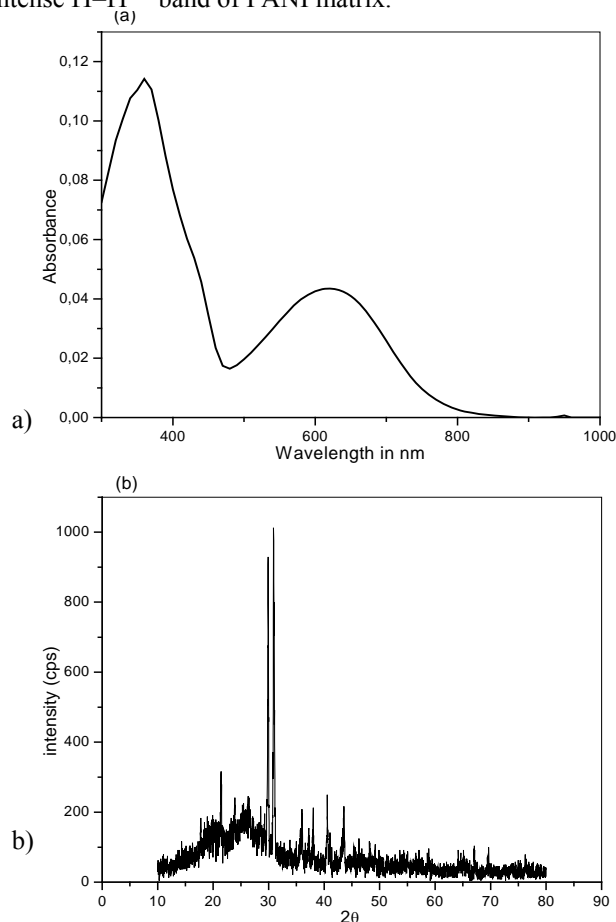 intense band of PANI matrix.
(a)
0,12
0,10
0,08
0,06
0,04
0,02
0,00
Absorbance
400 600 800 1000
Wavelength in nm
a)
(b)
1000
800
600
400
200
0
intensity (cps)
0 10 20 30 40 50 60 70 80 90
2θ
b)